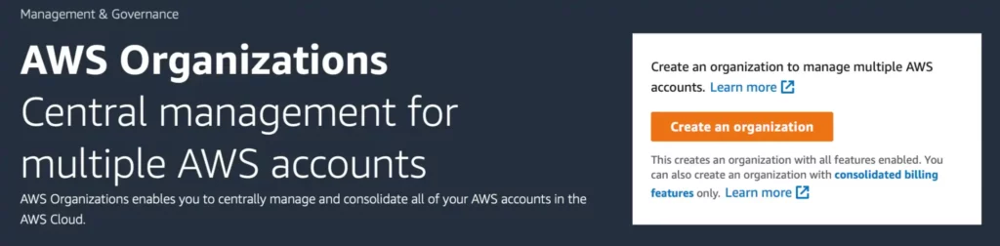 Management & Governance
AWS Organizations
Central management for
multiple AWS accounts
AWS Organizations enables you to centrally manage and consolidate all of your AWS accounts in the
AWS Cloud.
Create an organization to manage multiple AWS
accounts. Learn more
Create an organization
This creates an organization with all features enabled. You
can also create an organization with consolidated billing
features only. Learn more